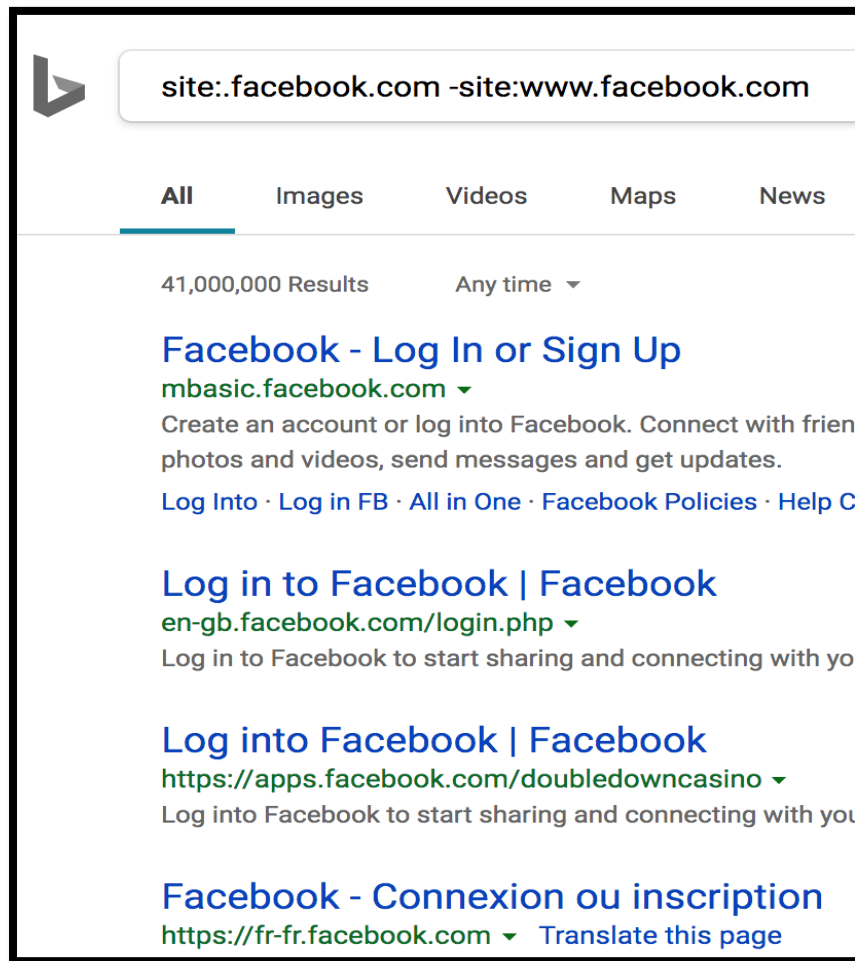 site:.facebook.com -site:www.facebook.com
All Images Videos Maps News
41,000,000 Results Any time
Facebook - Log In or Sign Up
mbasic.facebook.com
Create an account or log into Facebook. Connect with frien
photos and videos, send messages and get updates.
Log Into · Log in FB · All in One · Facebook Policies · Help C
Log in to Facebook | Facebook
en-gb.facebook.com/login.php
Log in to Facebook to start sharing and connecting with yo
Log into Facebook | Facebook
https://apps.facebook.com/doubledowncasino
Log into Facebook to start sharing and connecting with you
Facebook - Connexion ou inscription
https://fr-fr.facebook.com Translate this page